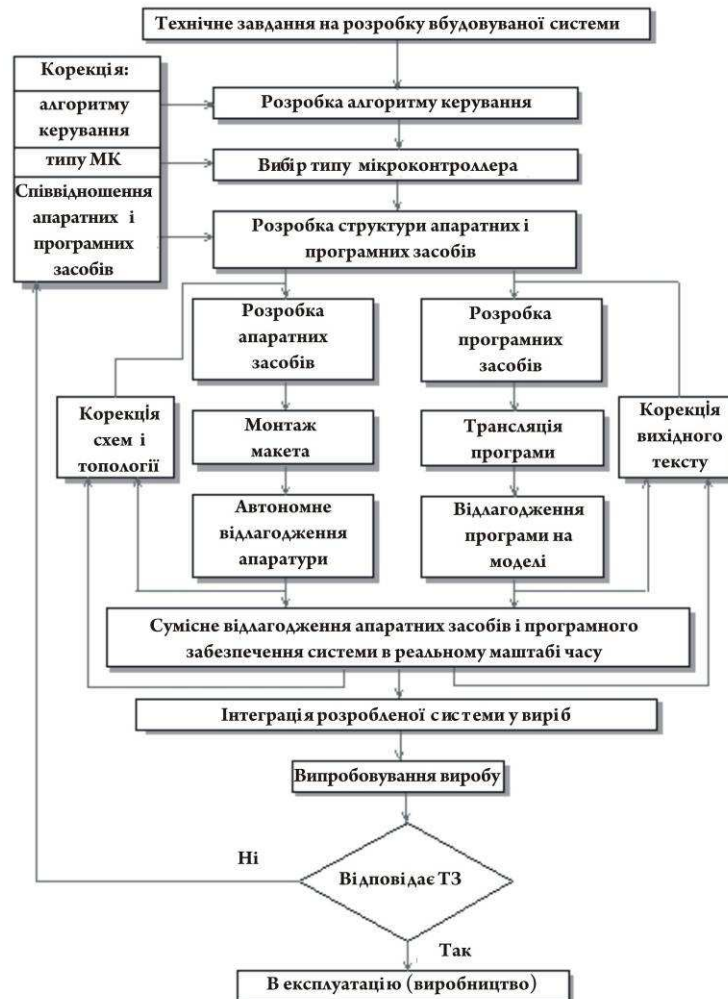 Технічне завдання на розробку вбудовуваної системи
Корекція:
алгоритму
керування
типу МК
Співвідношення
апаратних і
програмних
засобів
Розробка алгоритму керування
Вибір типу мікроконтроллера
Розробка структури апаратних і
програмних засобів
Розробка
апаратних
засобів
Розробка
програмних
засобів
Корекція
схем і
топології
Монтаж
макета
Трансляція
програми
Корекція
вихідного
тексту
Автономне
відлагодження
апаратури
Відлагодження
програми на
моделі
Сумісне відлагодження апаратних засобів і програмного
забезпечення системи в реальному маштабі часу
Інтеграція розробленої системи у виріб
Випробовування виробу
Ні
Відповідає ТЗ
Так
В експлуатацію (виробництво)